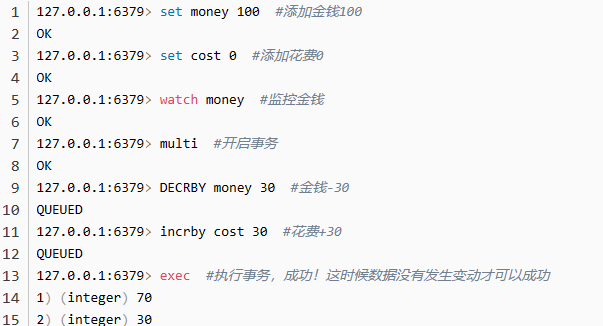 1 127.0.0.1:6379> set money 100 #添加金钱100
2 OK
3 127.0.0.1:6379> set cost 0 #添加花费0
4 OK
5 127.0.0.1:6379> watch money #监控金钱
6 OK
7 127.0.0.1:6379> multi #开启事务
8 OK
9 127.0.0.1:6379> DECRBY money 30 #金钱-30
10 QUEUED
11 127.0.0.1:6379> incrby cost 30 #花费+30
12 QUEUED
13 127.0.0.1:6379> exec #执行事务，成功！这时候数据没有发生变动才可以成功
14 1) (integer) 70
15 2) (integer) 30